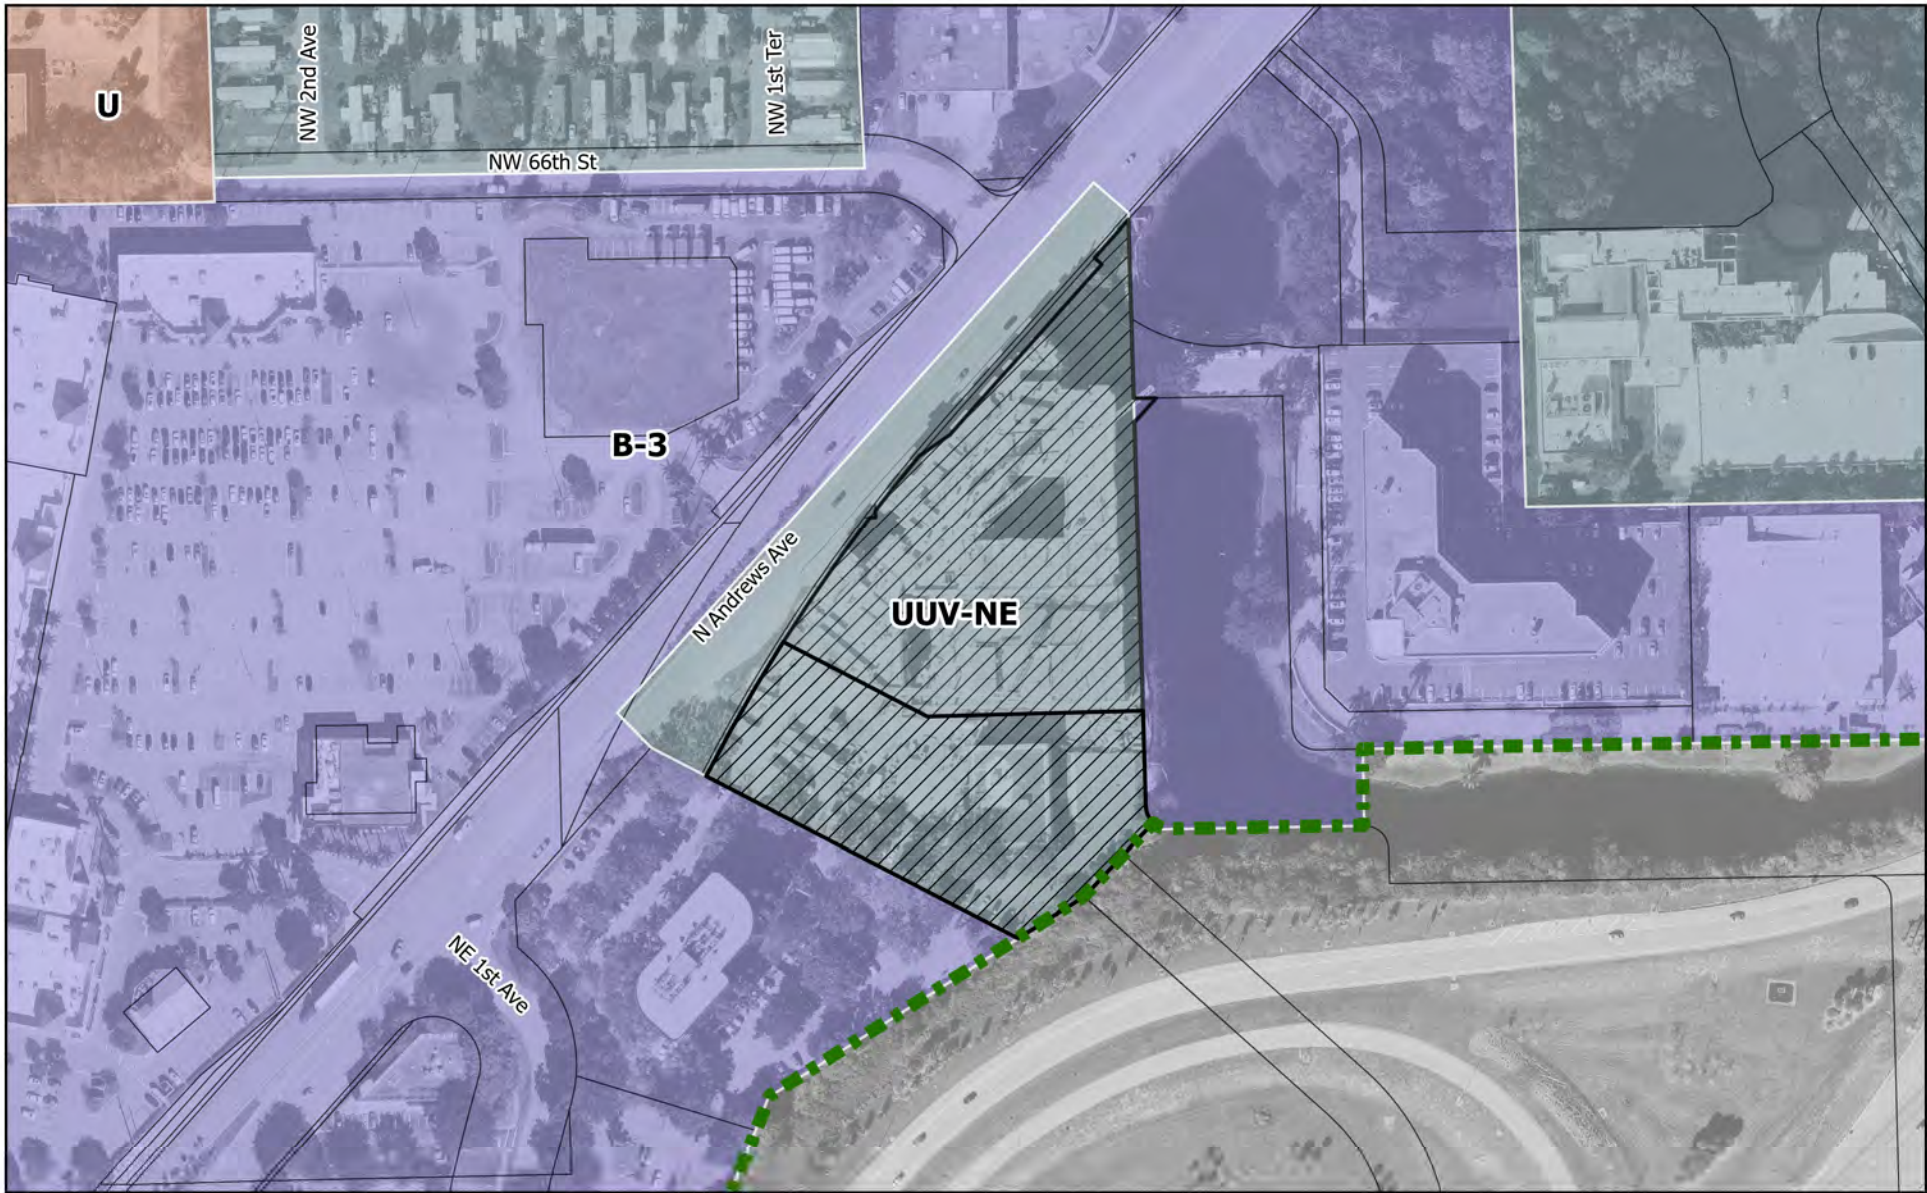 U
NW 2nd Ave
NW 1st Ter
NW 66th St
B-3
N Andrews Ave
UUV-NE
NE 1st Ave